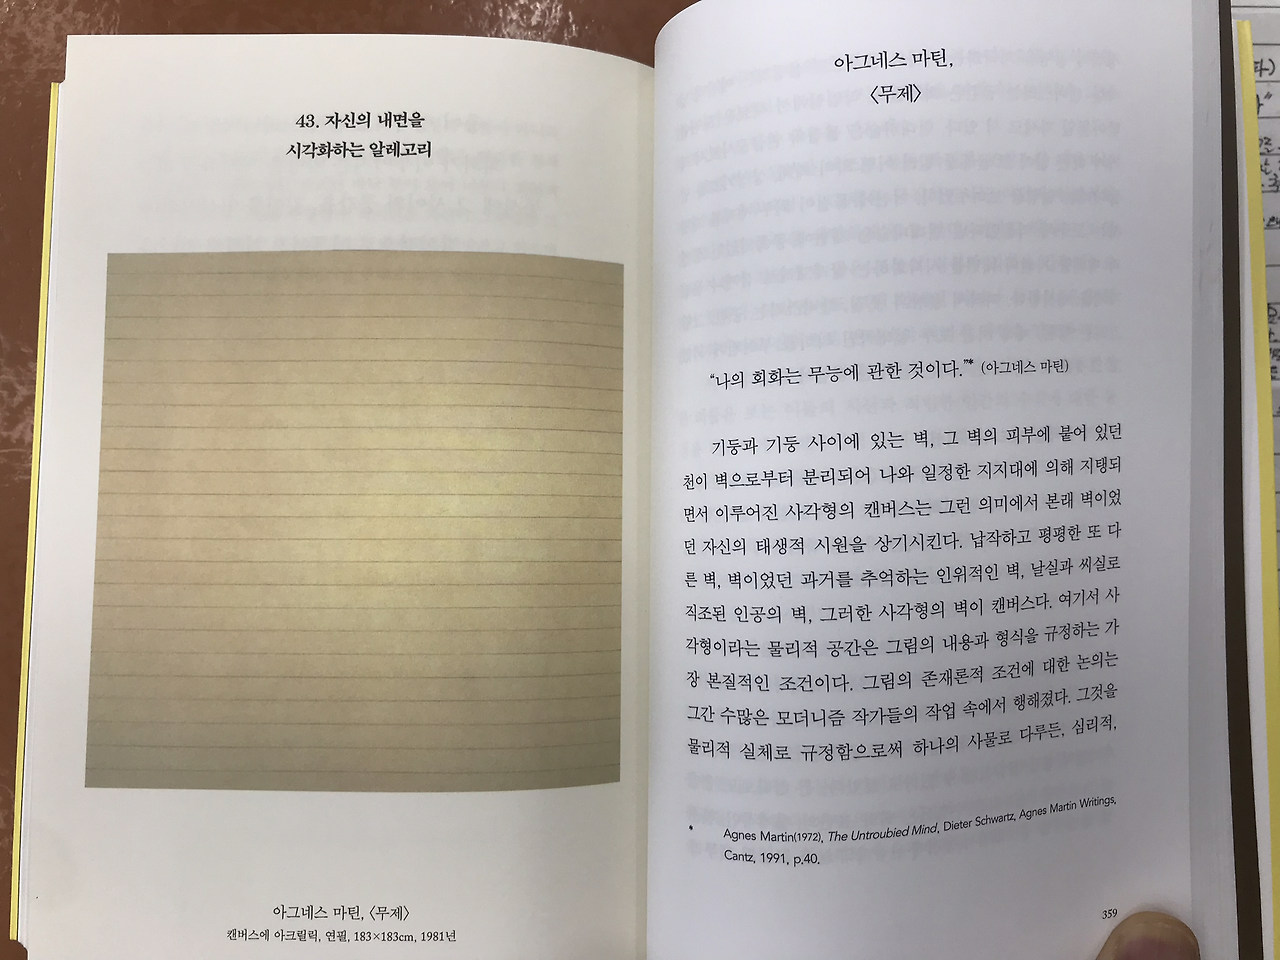 43. 자신의 내면을
시각화하는 알레고리
아그네스 마틴, 〈무제〉
캔버스에 아크릴릭, 연필, 183×183cm, 1981년
아그네스 마틴,
〈무제〉
“나의 회화는 무능에 관한 것이다.”* (아그네스 마틴)
기둥과 기둥 사이에 있는 벽, 그 벽의 피부에 붙어 있던
천이 벽으로부터 분리되어 나와 일정한 지지대에 의해 지탱되
면서 이루어진 사각형의 캔버스는 그런 의미에서 본래 벽이었
던 자신의 태생적 시원을 상기시킨다. 납작하고 평평한 또 다
른 벽, 벽이었던 과거를 추억하는 인위적인 벽, 날실과 씨실로
직조된 인공의 벽, 그러한 사각형의 벽이 캔버스다. 여기서 사
각형이라는 물리적 공간은 그림의 내용과 형식을 규정하는 가
장 본질적인 조건이다. 그림의 존재론적 조건에 대한 논의는
그간 수많은 모더니즘 작가들의 작업 속에서 행해졌다. 그것을
물리적 실체로 규정함으로써 하나의 사물로 다루든, 심리적,
* Agnes Martin(1972), The Untroubied Mind, Dieter Schwartz, Agnes Martin Writings,
Cantz, 1991, p.40.
359